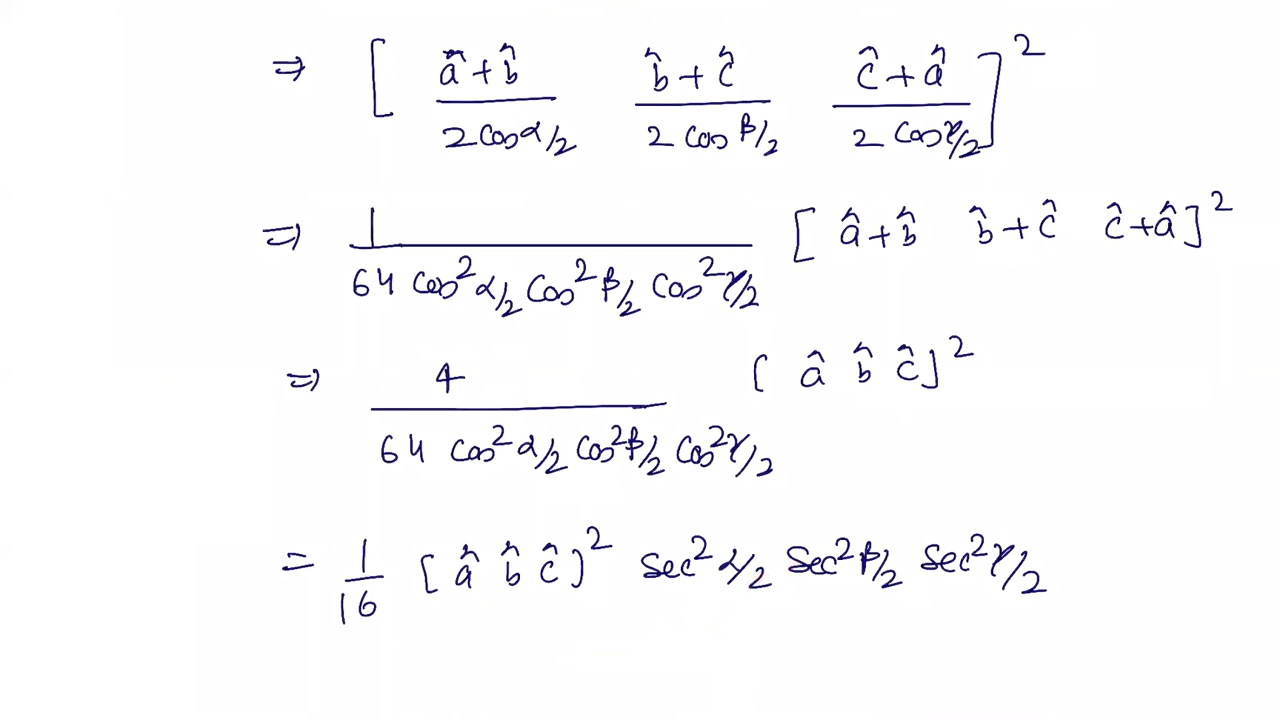 ⇒ [ (â+b̂)/(2 cos α/2) (b̂+ĉ)/(2 cos β/2) (ĉ+â)/(2 cos γ/2) ]²
⇒ 1/(64 cos² α/2 cos² β/2 cos² γ/2) [ â+b̂ b̂+ĉ ĉ+â ]²
⇒ 4/(64 cos² α/2 cos² β/2 cos² γ/2) [ â b̂ ĉ ]²
= 1/16 [ â b̂ ĉ ]² sec² α/2 sec² β/2 sec² γ/2